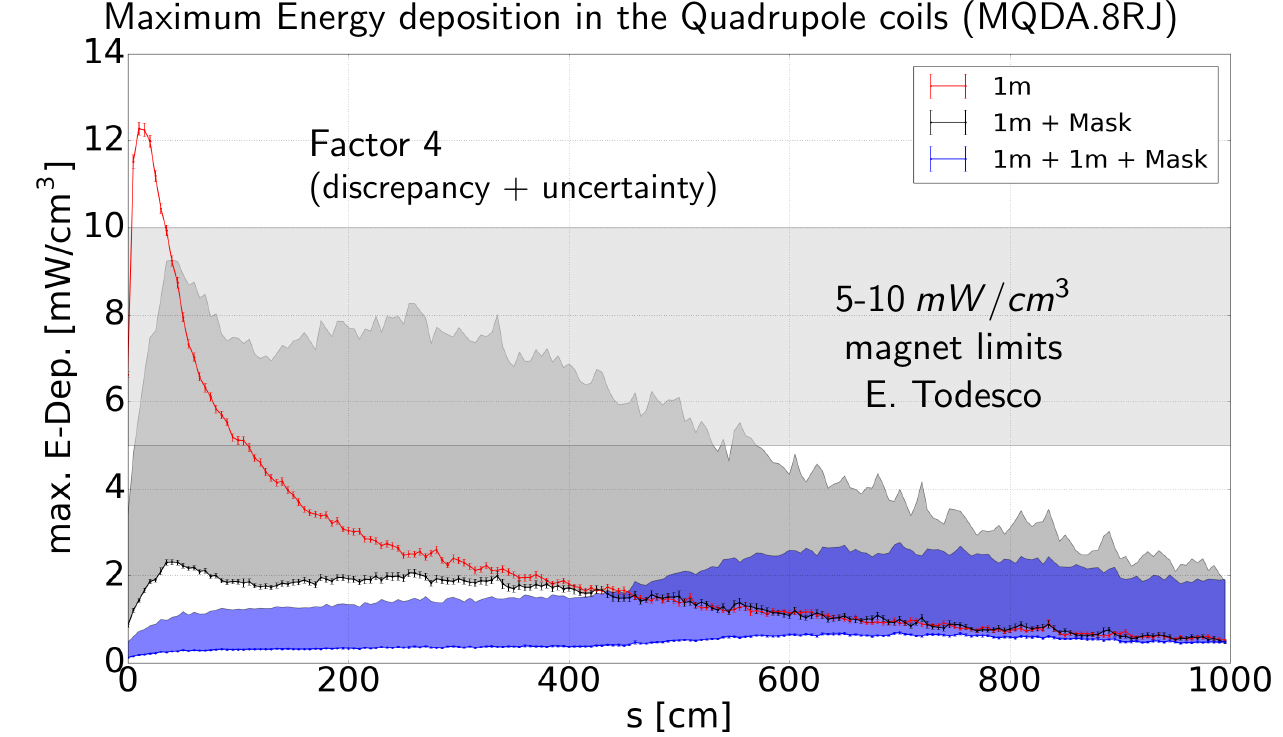 Maximum Energy deposition in the Quadrupole coils (MQDA.8RJ)
max. E-Dep. [mW/cm³]
14
12
10
8
6
4
2
0
1m
1m + Mask
1m + 1m + Mask
Factor 4
(discrepancy + uncertainty)
5-10 mW/cm³
magnet limits
E. Todesco
0
200
400
600
800
1000
s [cm]